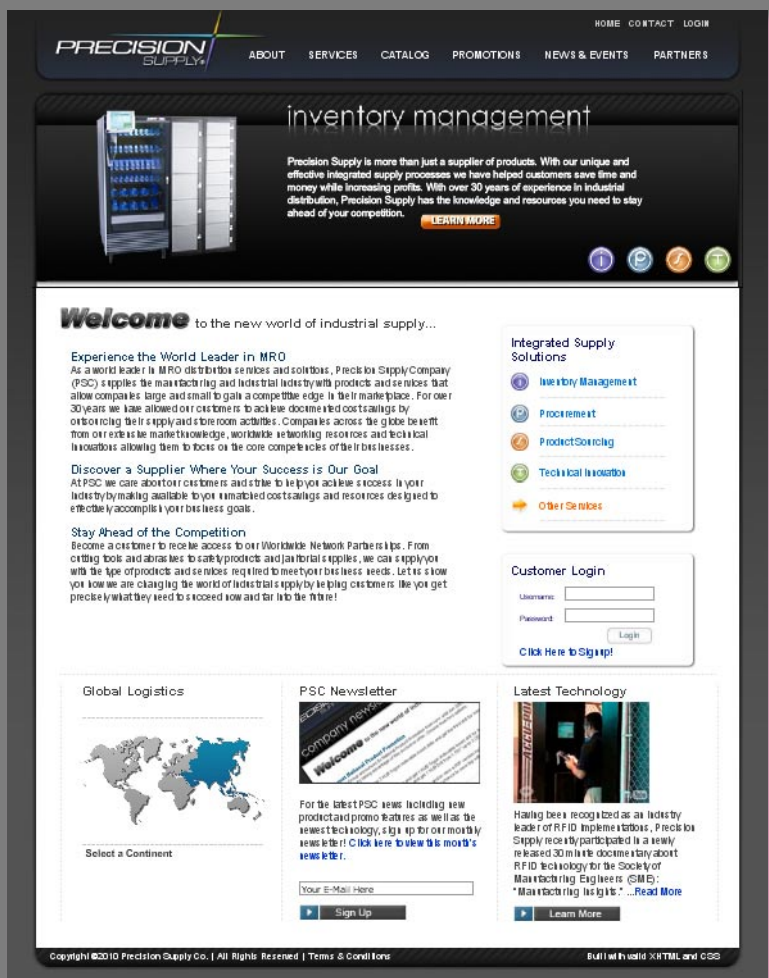 HOME CONTACT LOGIN
PRECISION
SUPPLY
ABOUT SERVICES CATALOG PROMOTIONS NEWS & EVENTS PARTNERS
inventory management
Precision Supply is more than just a supplier of products. With our unique and
effective integrated supply processes we have helped customers save time and
money while increasing profits. With over 30 years of experience in industrial
distribution, Precision Supply has the knowledge and resources you need to stay
ahead of your competition.
LEARN MORE
Welcome to the new world of industrial supply...
Experience the World Leader in MRO
As a world leader in MRO distribution services and solutions, Precision Supply Company
(PSC) supplies the manufacturing and industrial industry with products and services that
allow companies large and small to gain a competitive edge in their marketplace. For over
30 years we have allowed our customers to achieve documented cost savings by
outsourcing their supply and storeroom activities. Companies across the globe benefit
from our extensive market knowledge, worldwide networking resources and technical
innovations allowing them to focus on the core competencies of their businesses.
Discover a Supplier Where Your Success is Our Goal
At PSC we care about our customers and strive to help you achieve success in your
industry by making available to you unmatched cost savings and resources designed to
effectively accomplish your business goals.
Stay Ahead of the Competition
Become a customer to receive access to our Worldwide Network Partnerships. From
cutting tools and abrasives to safety products and janitorial supplies, we can supply you
with the type of products and services required to meet your business needs. Let us show
you how we are changing the world of industrial supply by helping customers like you get
precisely what they need to succeed now and far into the future!
Integrated Supply
Solutions
Inventory Management
Procurement
Product Sourcing
Technical Innovation
Other Services
Customer Login
Username:
Password:
Login
Click Here to Signup!
Global Logistics
Select a Continent
PSC Newsletter
company news
Welcome to the new world of
For the latest PSC news including new
product and promo features as well as the
newest technology, sign up for our monthly
newsletter! Click here to view this month's
newsletter.
Your E-Mail Here
Sign Up
Latest Technology
Having been recognized as an industry
leader of RFID implementations, Precision
Supply recently participated in a newly
released 30 minute documentary about
RFID technology for the Society of
Manufacturing Engineers (SME):
"Manufacturing Insights." ...Read More
Learn More
Copyright ©2010 Precision Supply Co. | All Rights Reserved | Terms & Conditions
Built with valid XHTML and CSS